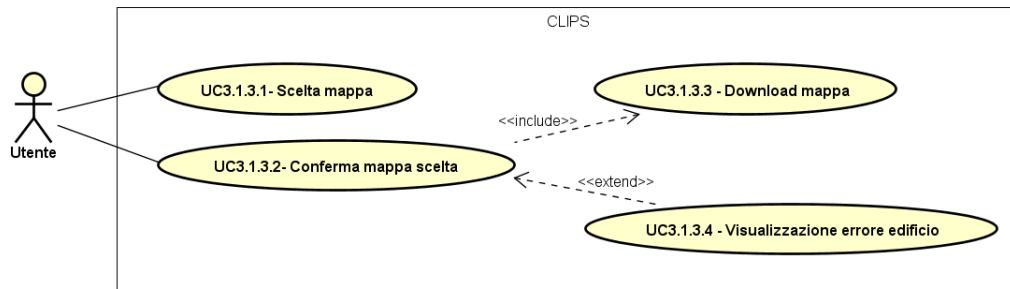 CLIPS
UC3.1.3.1- Scelta mappa
UC3.1.3.3 - Download mappa
<<include>>
Utente
UC3.1.3.2- Conferma mappa scelta
<<extend>>
UC3.1.3.4 - Visualizzazione errore edificio